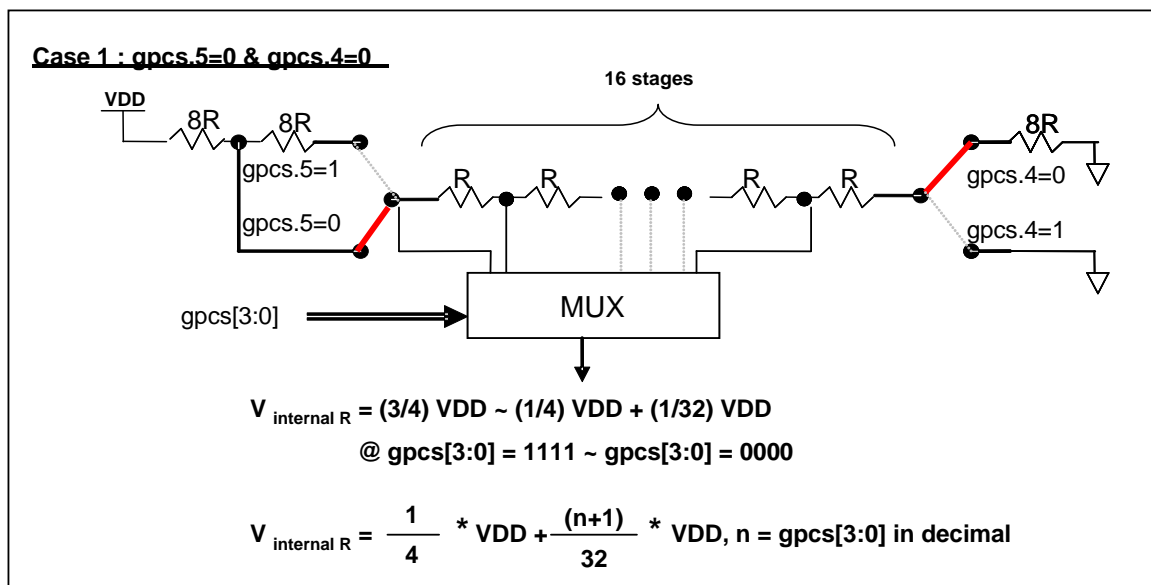 Case 1 : gpcs.5=0 & gpcs.4=0
16 stages
VDD
8R 8R 8R
gpcs.5=1 R R R R gpcs.4=0
gpcs.5=0 gpcs.4=1
gpcs[3:0] MUX
V internal R = (3/4) VDD ~ (1/4) VDD + (1/32) VDD
@ gpcs[3:0] = 1111 ~ gpcs[3:0] = 0000
V internal R = 1/4 * VDD + (n+1)/32 * VDD, n = gpcs[3:0] in decimal